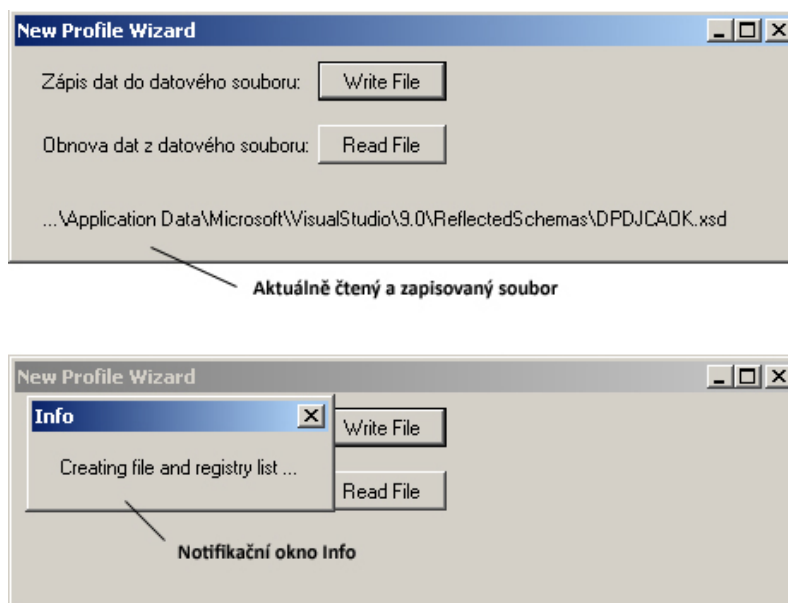 New Profile Wizard
Zápis dat do datového souboru: Write File
Obnova dat z datového souboru: Read File
...\Application Data\Microsoft\VisualStudio\9.0\ReflectedSchemas\DPDJCAOK.xsd
Aktuálně čtený a zapisovaný soubor
New Profile Wizard
Info
Write File
Creating file and registry list ...
Read File
Notifikační okno Info